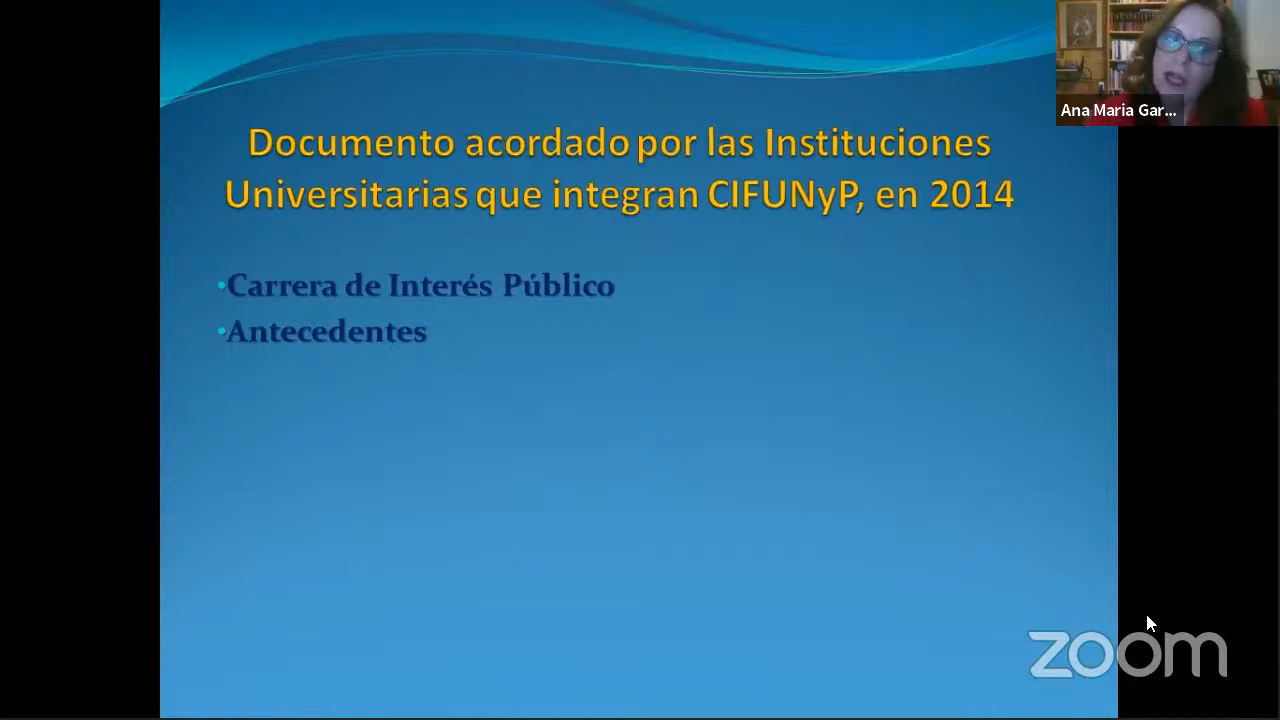 Documento acordado por las Instituciones
Universitarias que integran CIFUNyP, en 2014
•Carrera de Interés Público
•Antecedentes
Ana Maria Gar...
zoom